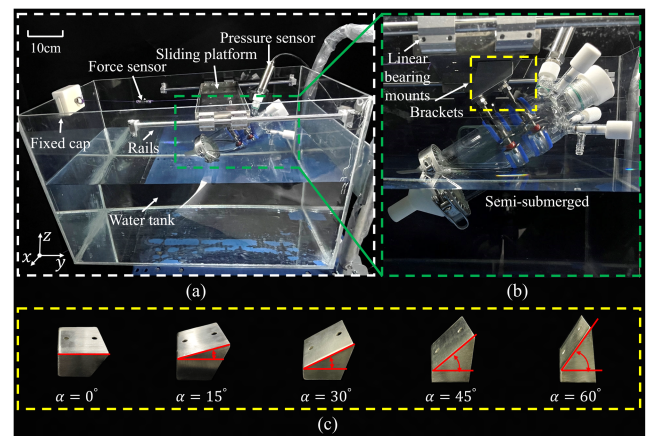 10cm
Pressure sensor
Sliding platform
Force sensor
Fixed cap
Rails
Water tank
z
x
y
(a)
Linear
bearing
mounts
Brackets
Semi-submerged
(b)
α = 0°
α = 15°
α = 30°
α = 45°
α = 60°
(c)